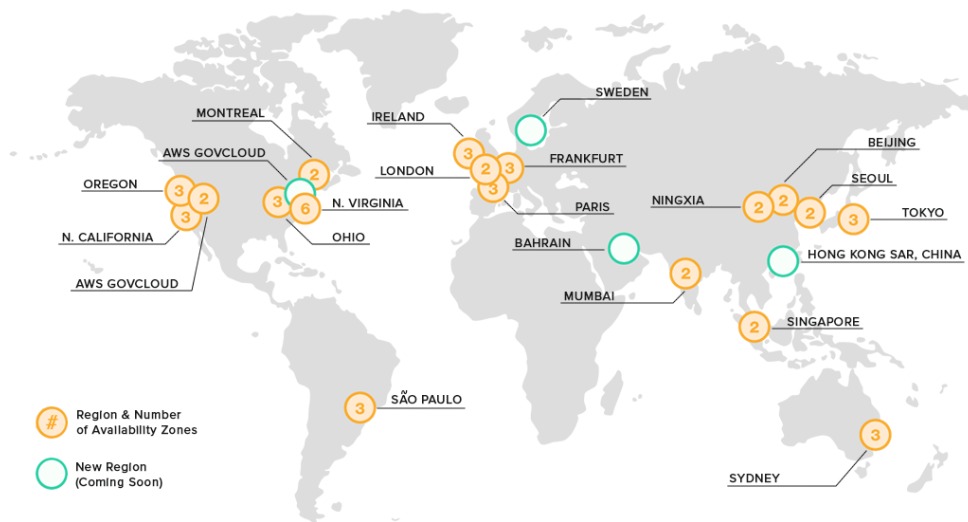 SWEDEN
MONTREAL
IRELAND
BEIJING
AWS GOVCLOUD
3
3
FRANKFURT
2
LONDON
2
SEOUL
OREGON
3
2
3
6
N. VIRGINIA
3
PARIS
NINGXIA
2
2
2
3
TOKYO
N. CALIFORNIA
3
OHIO
BAHRAIN
HONG KONG SAR, CHINA
AWS GOVCLOUD
2
MUMBAI
2
SINGAPORE
3
SÃO PAULO
# Region & Number
of Availability Zones
3
New Region
(Coming Soon)
SYDNEY